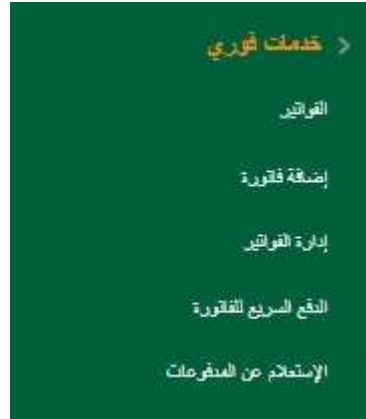 خدمات فوري
الفواتير
إضافة فاتورة
إدارة الفواتير
الدفع السريع للفاتورة
الإستعلام عن المدفوعات